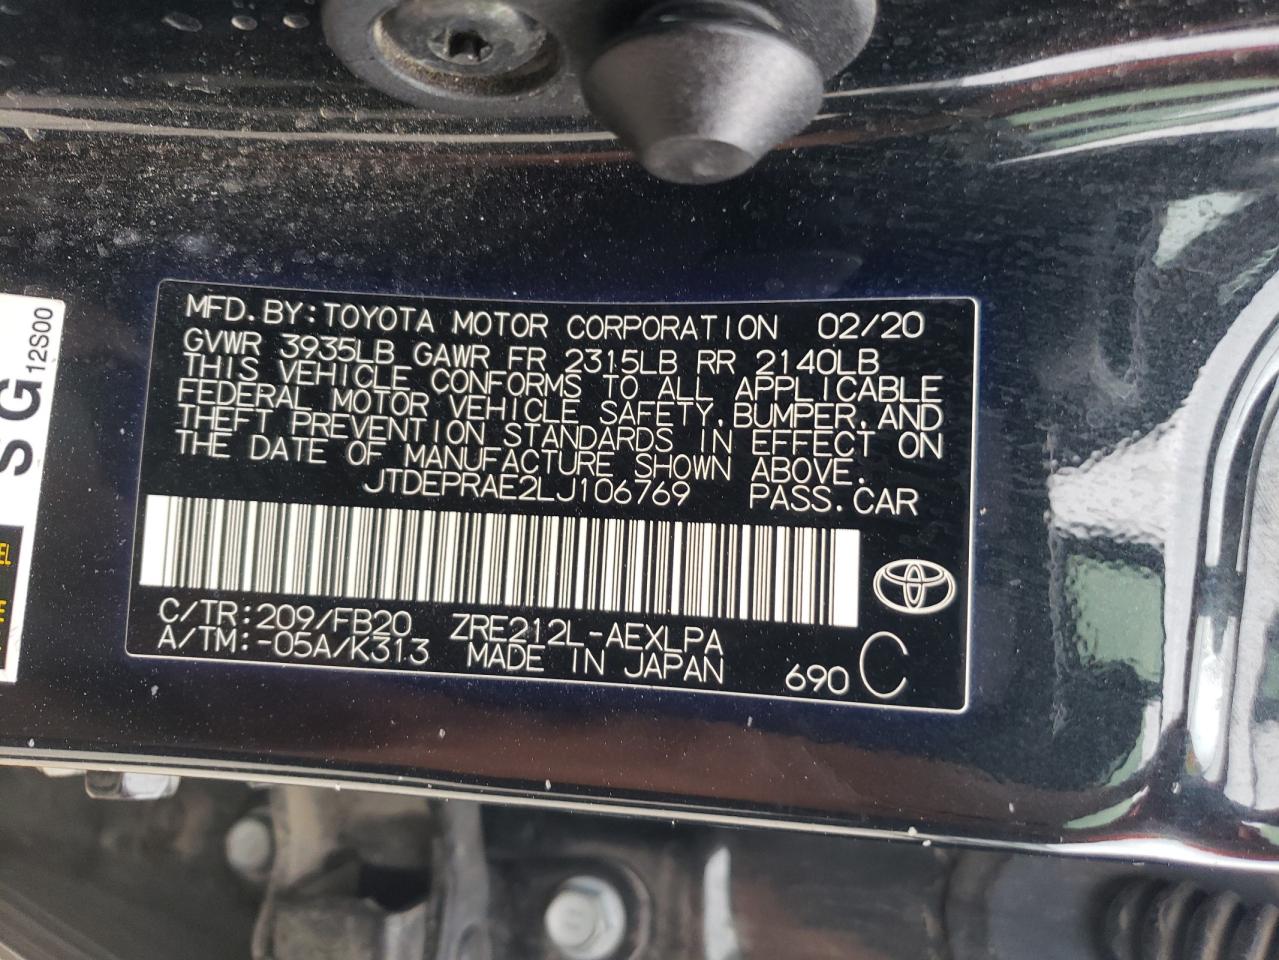 MFD. BY: TOYOTA MOTOR CORPORATION 02/20
GVWR 3935LB GAWR FR 2315LB RR 2140LB
THIS VEHICLE CONFORMS TO ALL APPLICABLE
FEDERAL MOTOR VEHICLE SAFETY, BUMPER, AND
THEFT PREVENTION STANDARDS IN EFFECT ON
THE DATE OF MANUFACTURE SHOWN ABOVE.
JTDEPRAE2LJ106769 PASS. CAR
C/TR: 209/FB20 ZRE212L-AEXLPA
A/TM: -05A/K313 MADE IN JAPAN 690 C
SG
12S00
EL
E